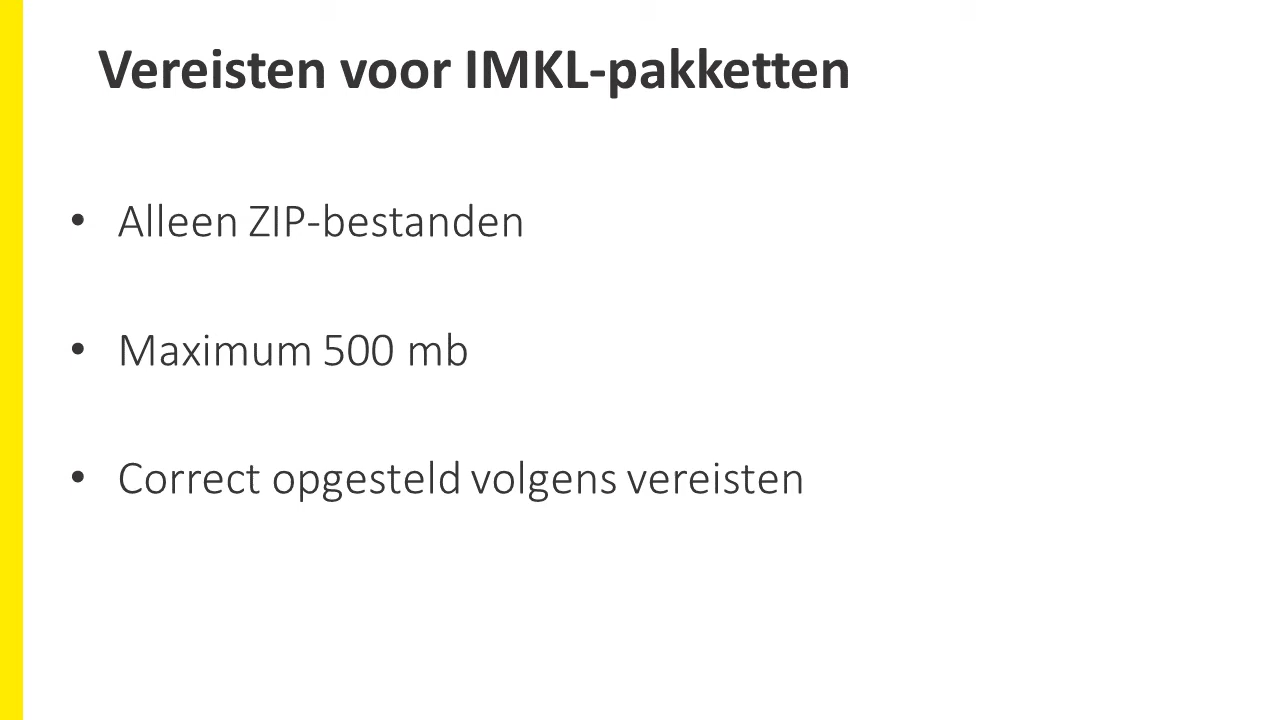 Vereisten voor IMKL-pakketten
• Alleen ZIP-bestanden
• Maximum 500 mb
• Correct opgesteld volgens vereisten